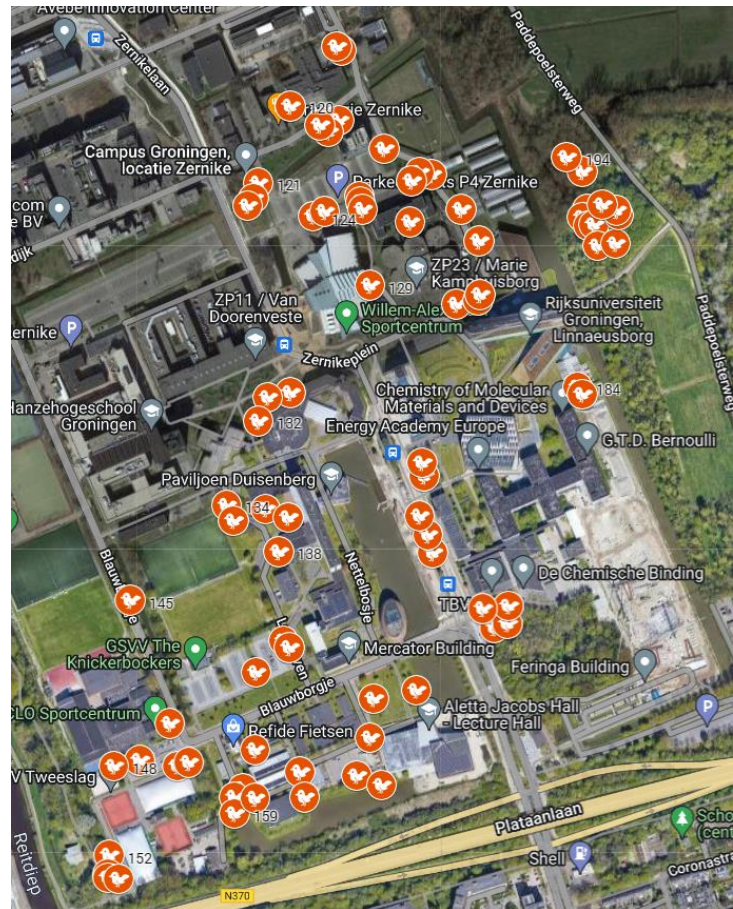 Avebe Innovation Center
Zernikelaan
Paddepoelsterweg
120
Zernike
Campus Groningen,
locatie Zernike
194
121
P4 Zernike
124
com
e BV
dijk
ZP23 / Marie
Kamphuisborg
129
ZP11 / Van
Doorenveste
Willem-Alex
Sportcentrum
Rijksuniversiteit
Groningen,
Linnaeusborg
Paddepoelsterweg
ernike
Zernikeplein
Chemistry of Molecular
Materials and Devices
184
Hanzehogeschool
Groningen
132
Energy Academy Europe
G.T.D. Bernoulli
Paviljoen Duisenberg
134
138
Nettelbosje
Blauwborgje
De Chemische Binding
145
TBV
GSVV The
Knickerbockers
Mercator Building
Feringa Building
Blauwborgje
CLO Sportcentrum
Refide Fietsen
Aletta Jacobs Hall
- Lecture Hall
V Tweeslag
148
159
Plataanlaan
Scho
(cent
152
Shell
Coronastra
Reitdiep
N370